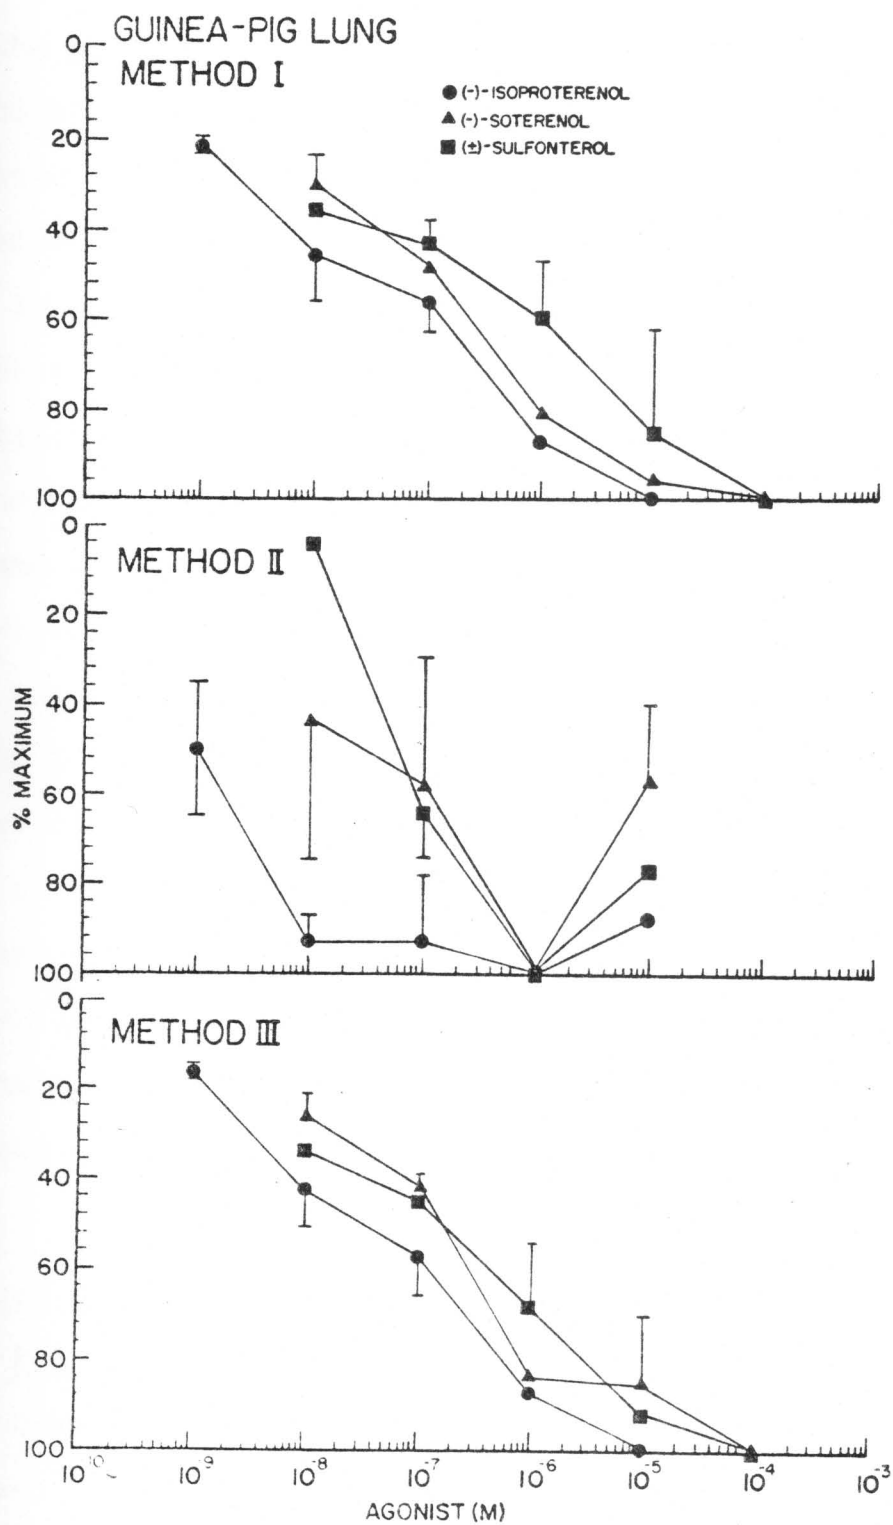 GUINEA-PIG LUNG
METHOD I
(-)-ISOPROTERENOL
(-)-SOTERENOL
(±)-SULFONTEROL
0
20
40
60
80
100
METHOD II
0
20
40
60
80
100
% MAXIMUM
METHOD III
0
20
40
60
80
100
10^-10 10^-9 10^-8 10^-7 10^-6 10^-5 10^-4 10^-3
AGONIST (M)